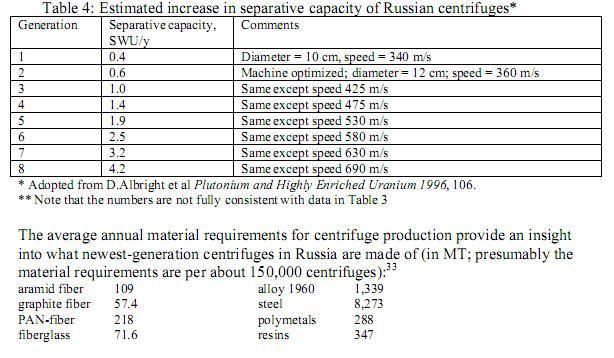 Table 4: Estimated increase in separative capacity of Russian centrifuges*
Generation Separative capacity, Comments
SWU/y
1 0.4 Diameter = 10 cm, speed = 340 m/s
2 0.6 Machine optimized; diameter = 12 cm; speed = 360 m/s
3 1.0 Same except speed 425 m/s
4 1.4 Same except speed 475 m/s
5 1.9 Same except speed 530 m/s
6 2.5 Same except speed 580 m/s
7 3.2 Same except speed 630 m/s
8 4.2 Same except speed 690 m/s
* Adopted from D.Albright et al Plutonium and Highly Enriched Uranium 1996, 106.
** Note that the numbers are not fully consistent with data in Table 3
The average annual material requirements for centrifuge production provide an insight
into what newest-generation centrifuges in Russia are made of (in MT; presumably the
material requirements are per about 150,000 centrifuges):33
aramid fiber 109 alloy 1960 1,339
graphite fiber 57.4 steel 8,273
PAN-fiber 218 polymetals 288
fiberglass 71.6 resins 347